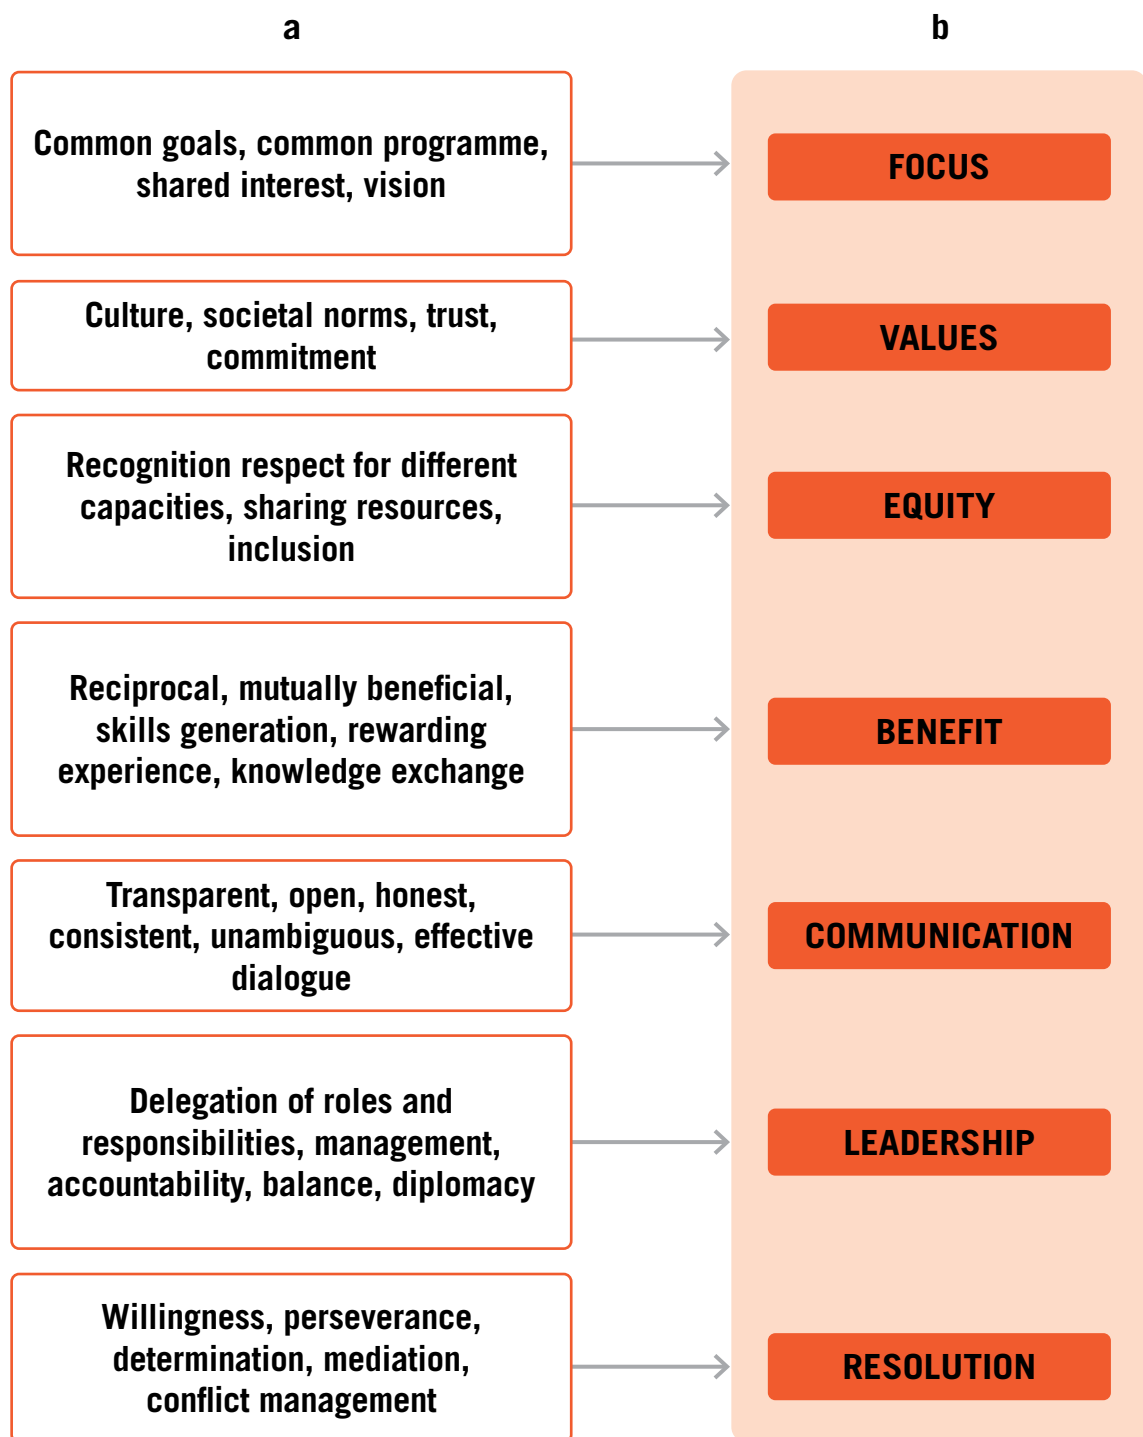 a
b
Common goals, common programme,
shared interest, vision
FOCUS
Culture, societal norms, trust,
commitment
VALUES
Recognition respect for different
capacities, sharing resources,
inclusion
EQUITY
Reciprocal, mutually beneficial,
skills generation, rewarding
experience, knowledge exchange
BENEFIT
Transparent, open, honest,
consistent, unambiguous, effective
dialogue
COMMUNICATION
Delegation of roles and
responsibilities, management,
accountability, balance, diplomacy
LEADERSHIP
Willingness, perseverance,
determination, mediation,
conflict management
RESOLUTION